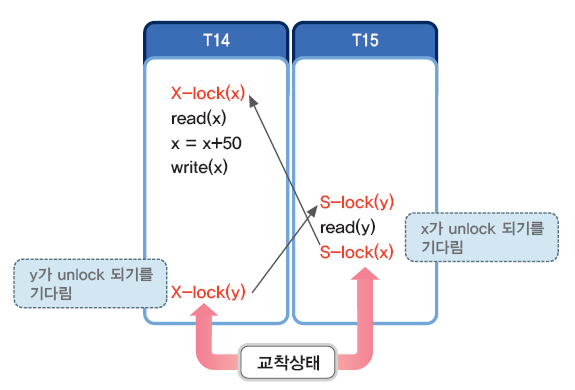 T14
T15
X-lock(x)
read(x)
x = x+50
write(x)
S-lock(y)
read(y)
S-lock(x)
x가 unlock 되기를
기다림
y가 unlock 되기를
기다림
X-lock(y)
교착상태